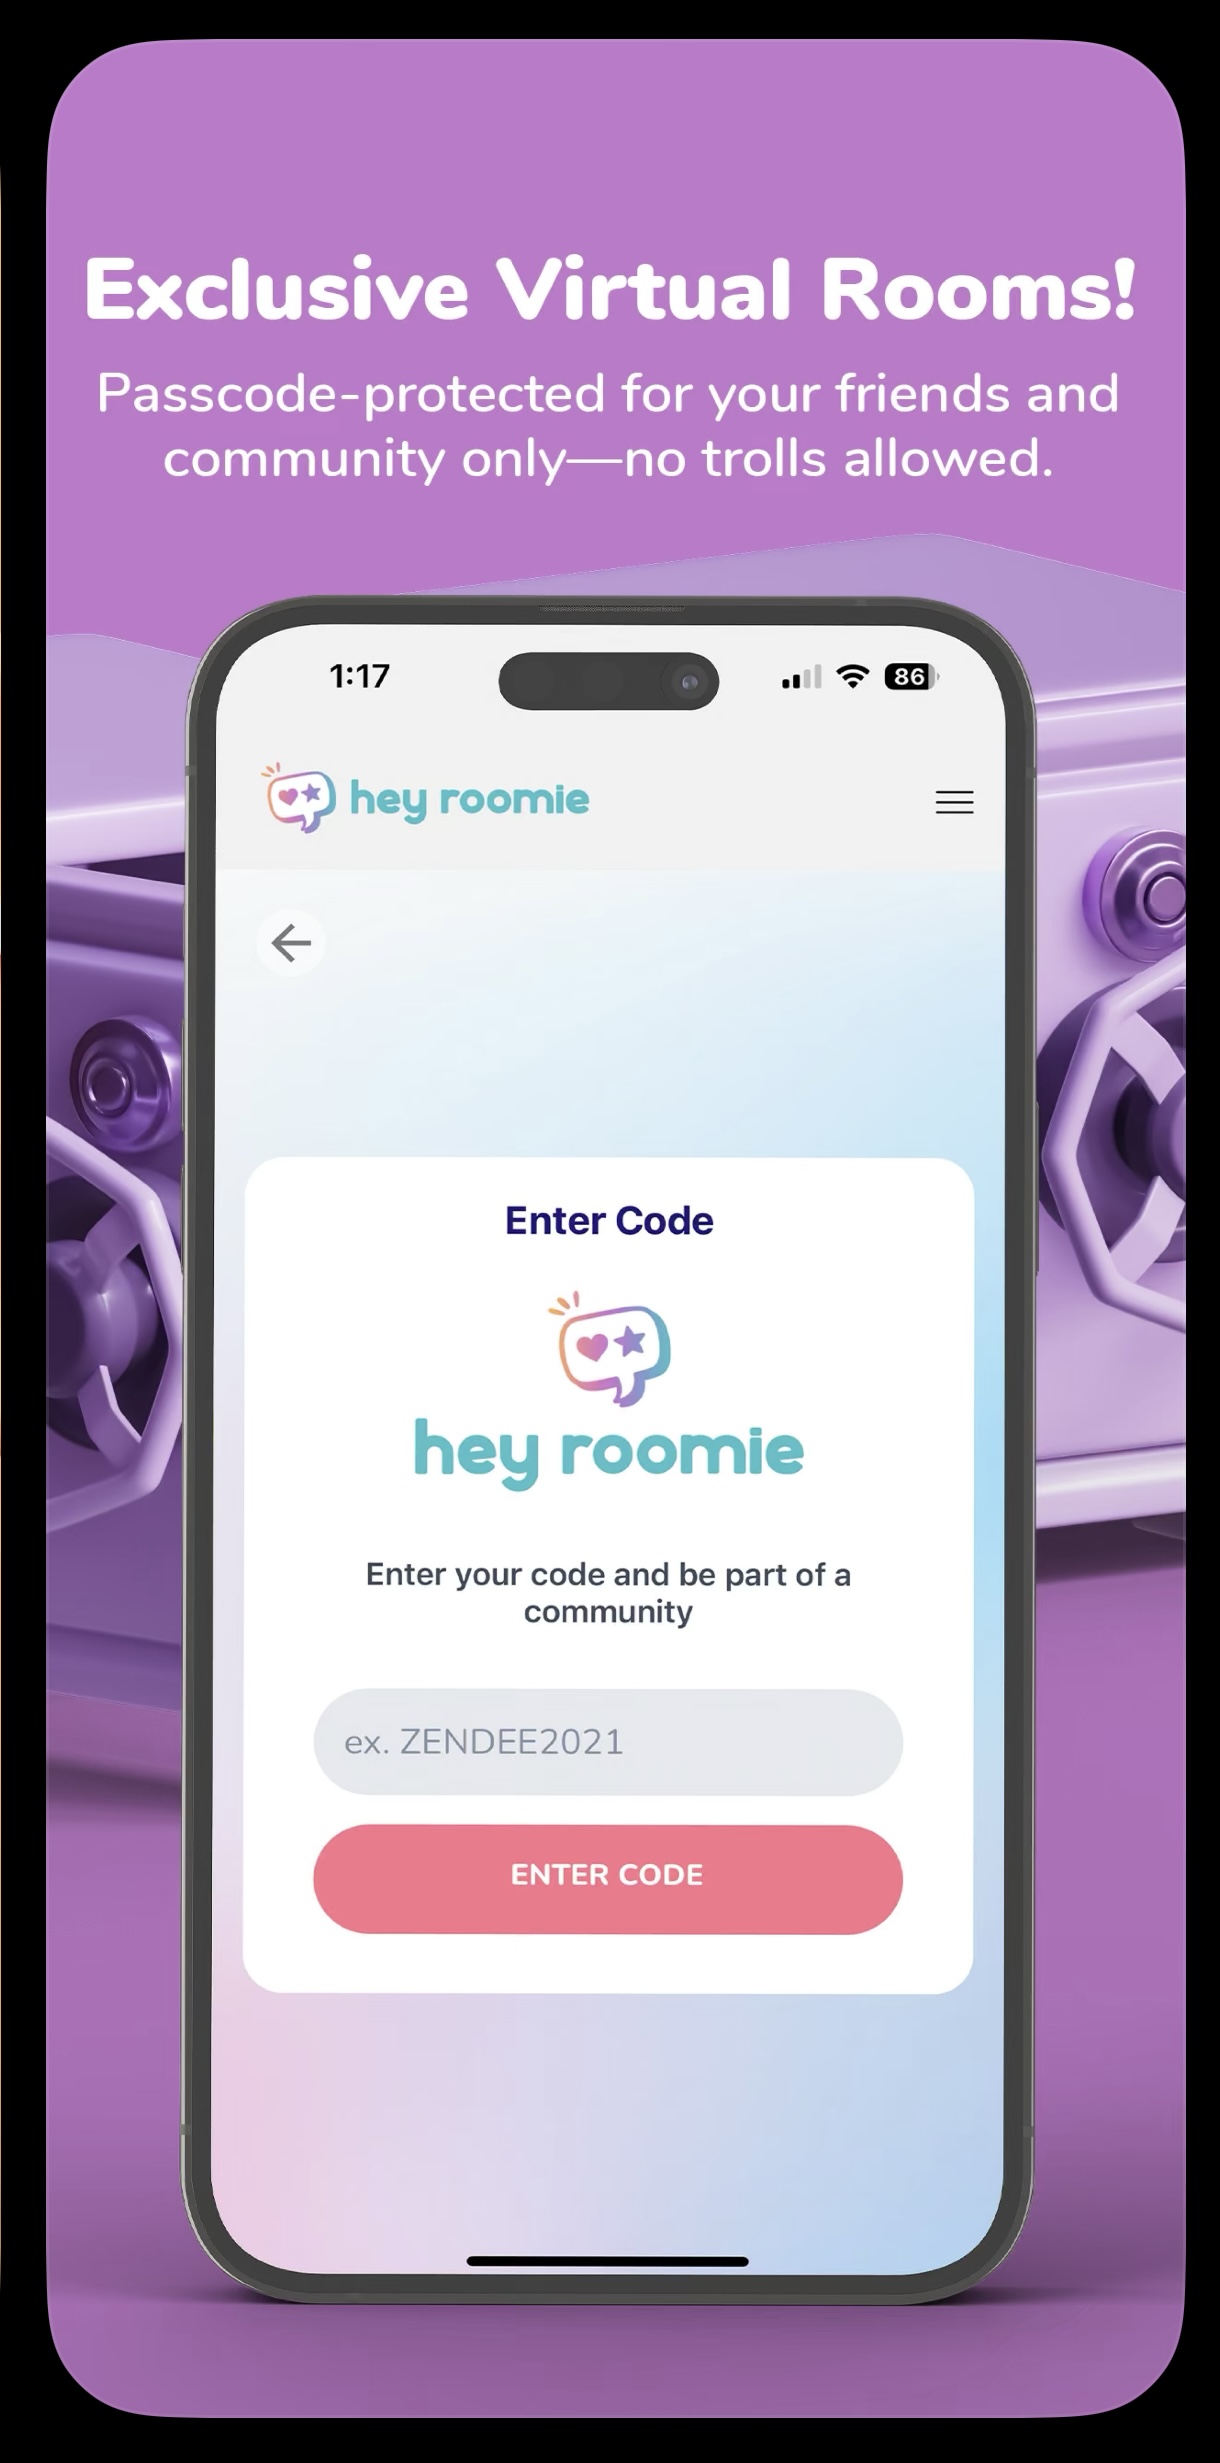 Exclusive Virtual Rooms!
Passcode-protected for your friends and
community only—no trolls allowed.
1:17
86
hey roomie
Enter Code
hey roomie
Enter your code and be part of a
community
ex. ZENDEE2021
ENTER CODE